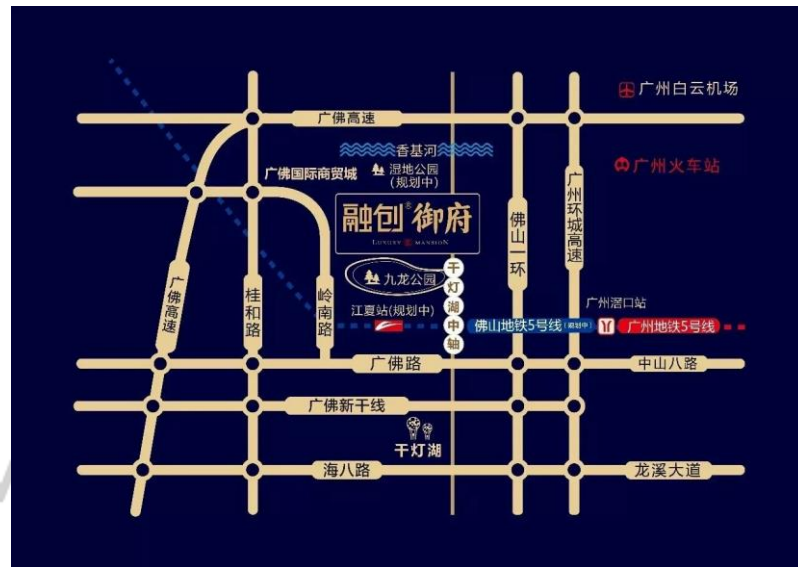 广州白云机场
广佛高速
香基河
湿地公园
(规划中)
广佛国际商贸城
广州火车站
融创®御府
LUXURY MANSION
九龙公园
千灯湖中轴
佛山一环
广州环城高速
广佛高速
桂和路
岭南路
江夏站(规划中)
广州滘口站
佛山地铁5号线(规划中)
广州地铁5号线
广佛路
中山八路
广佛新干线
千灯湖
海八路
龙溪大道